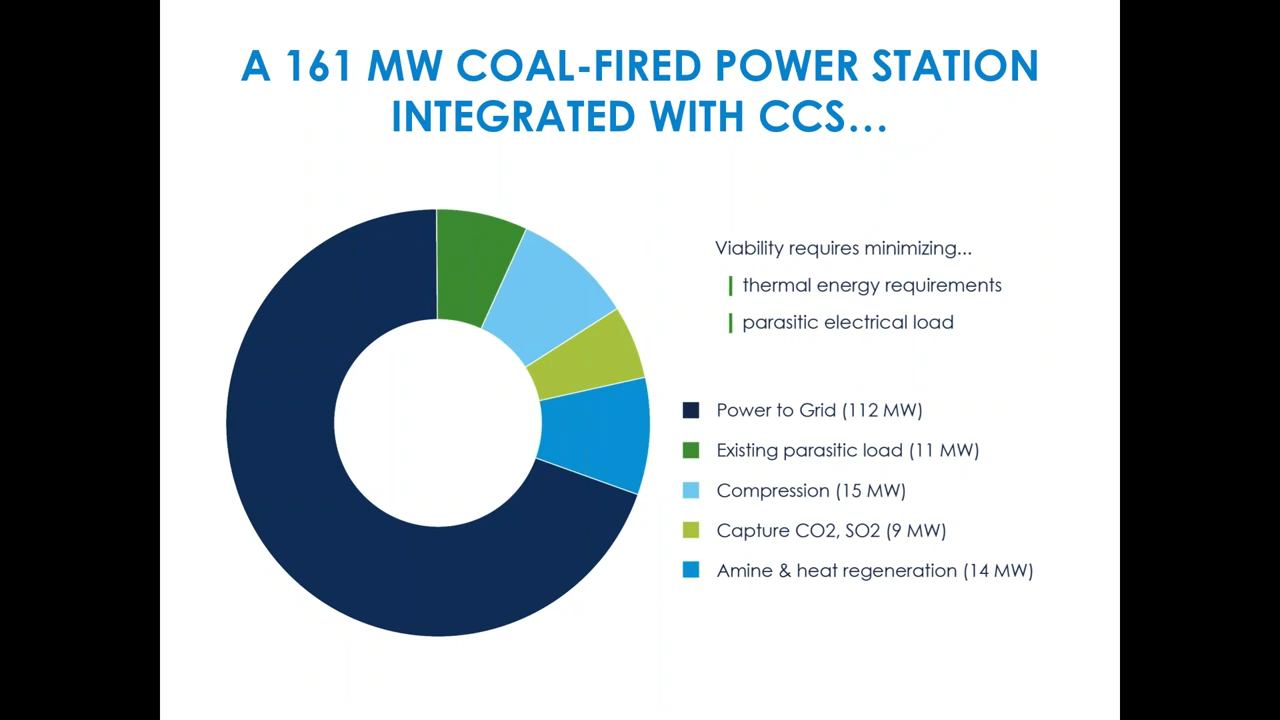 A 161 MW COAL-FIRED POWER STATION
INTEGRATED WITH CCS...
Viability requires minimizing...
thermal energy requirements
parasitic electrical load
Power to Grid (112 MW)
Existing parasitic load (11 MW)
Compression (15 MW)
Capture CO2, SO2 (9 MW)
Amine & heat regeneration (14 MW)